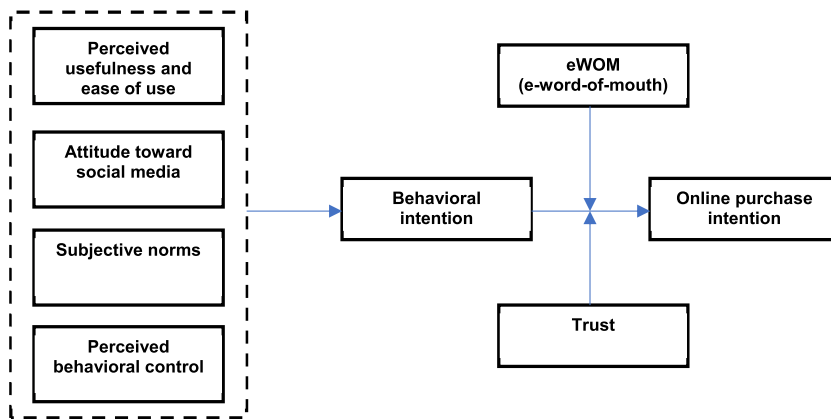 Perceived
usefulness and
ease of use
Attitude toward
social media
Subjective norms
Perceived
behavioral control
Behavioral
intention
eWOM
(e-word-of-mouth)
Trust
Online purchase
intention